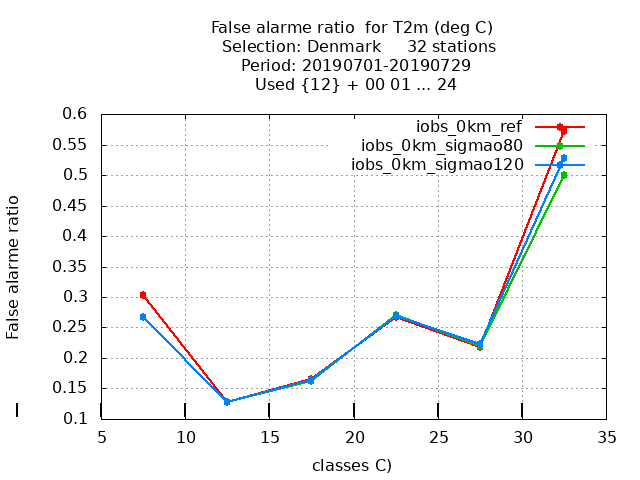 False alarme ratio  for T2m (deg C)
Selection: Denmark     32 stations
Period: 20190701-20190729
Used {12} + 00 01 ... 24
iobs_0km_ref
iobs_0km_sigmao80
iobs_0km_sigmao120
False alarme ratio
0.6
0.55
0.5
0.45
0.4
0.35
0.3
0.25
0.2
0.15
0.1
5 10 15 20 25 30 35
classes C)